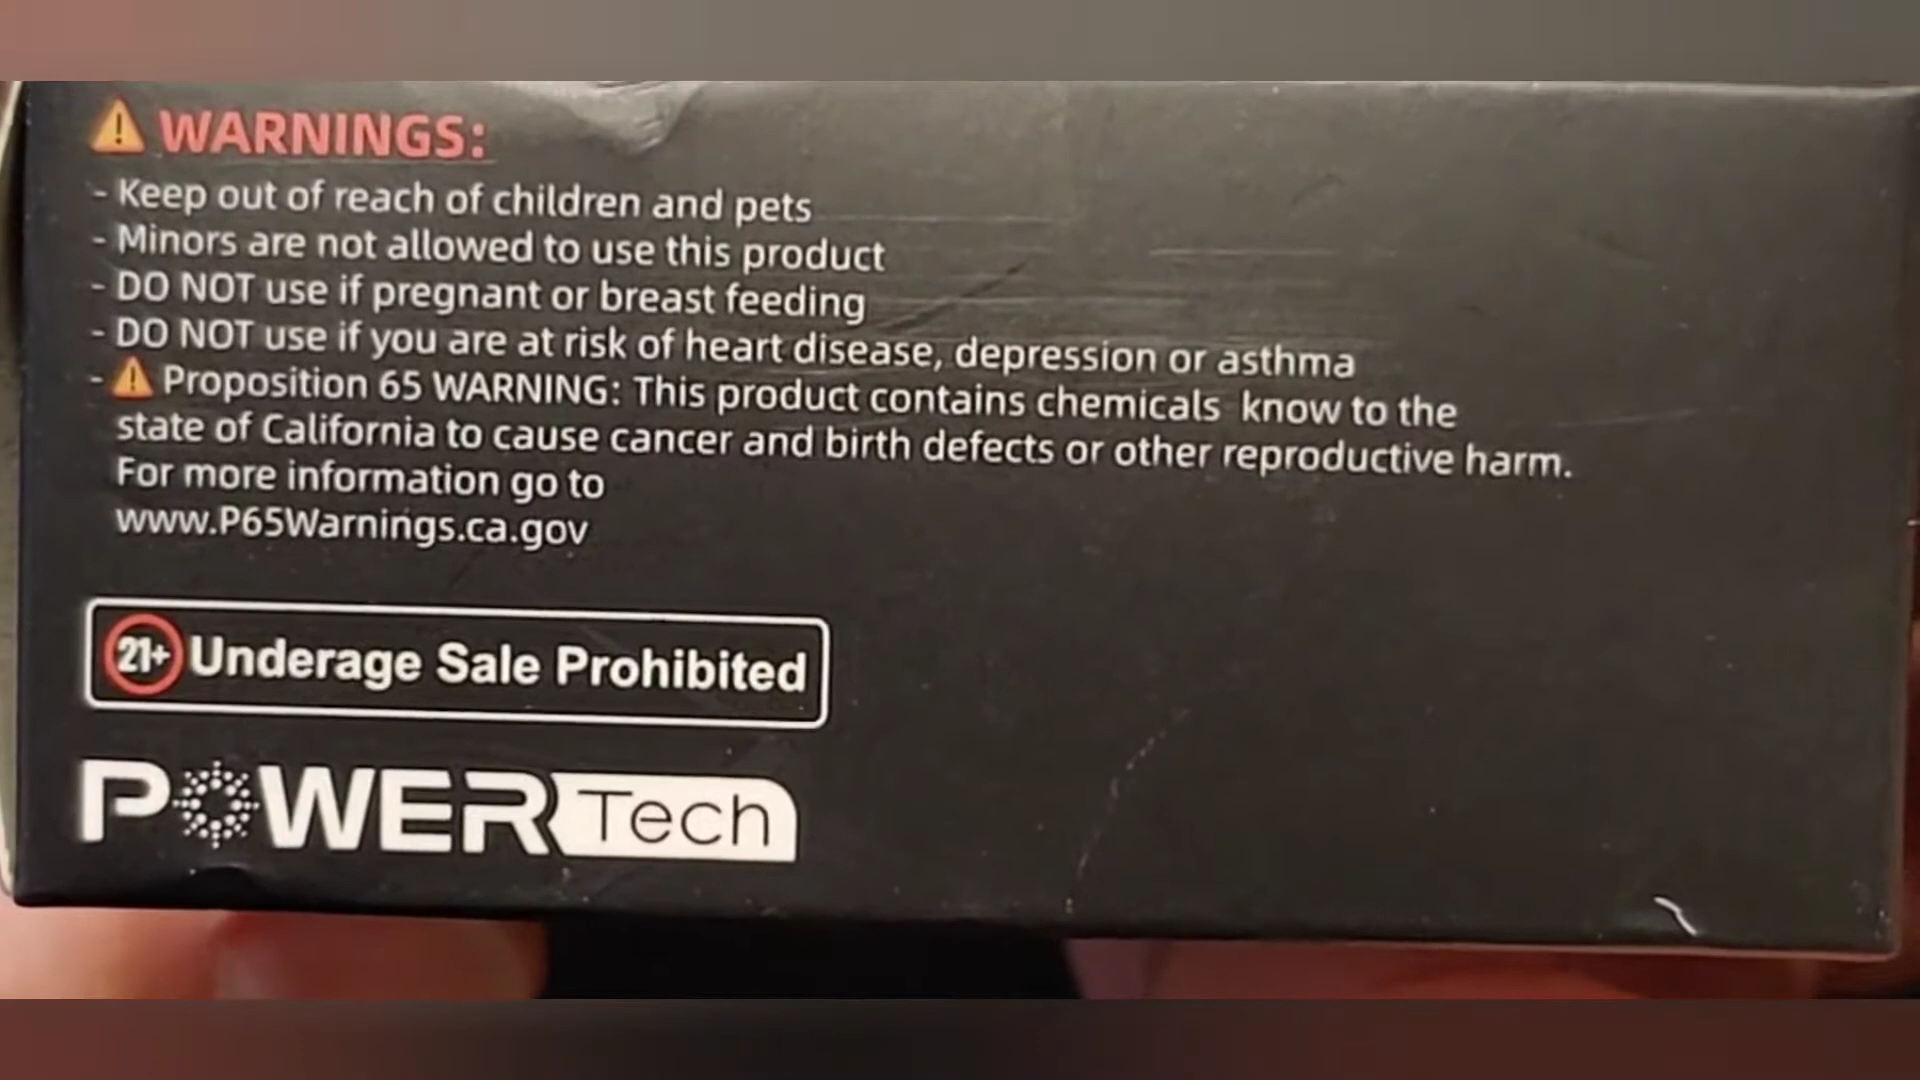 WARNINGS:
- Keep out of reach of children and pets
- Minors are not allowed to use this product
- DO NOT use if pregnant or breast feeding
- DO NOT use if you are at risk of heart disease, depression or asthma
- Proposition 65 WARNING: This product contains chemicals know to the
state of California to cause cancer and birth defects or other reproductive harm.
For more information go to
www.P65Warnings.ca.gov
21+ Underage Sale Prohibited
POWER Tech